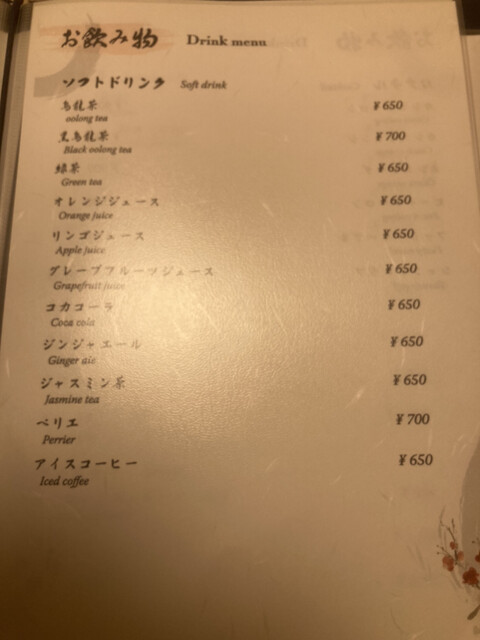 お飲み物 Drink menu
ソフトドリンク Soft drink
烏龍茶 ¥650
oolong tea
黒烏龍茶 ¥700
Black oolong tea
緑茶 ¥650
Green tea
オレンジジュース ¥650
Orange juice
リンゴジュース ¥650
Apple juice
グレープフルーツジュース ¥650
Grapefruit juice
コカコーラ ¥650
Coca cola
ジンジャエール ¥650
Ginger ale
ジャスミン茶 ¥650
Jasmine tea
ペリエ ¥700
Perrier
アイスコーヒー ¥650
Iced coffee